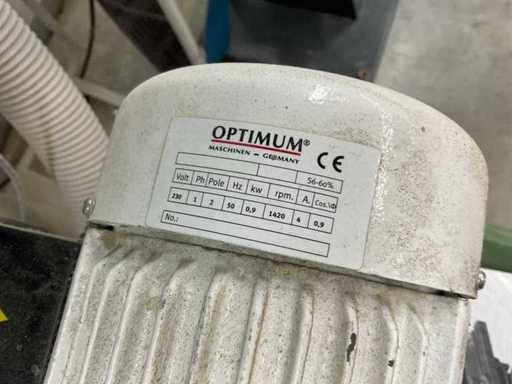 OPTIMUM®
MASCHINEN - GERMANY
CE
S6-60%
Volt Ph Pole Hz kw rpm. A. Cos.\Φ
230 1 2 50 0,9 1420 4 0,9
No.: